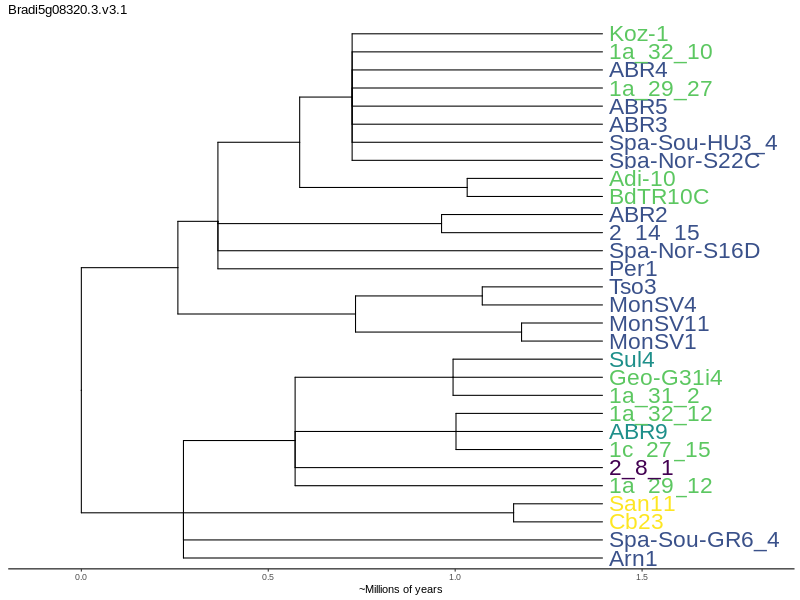 Bradi5g08320.3.v3.1
Koz-1
1a_32_10
ABR4
1a_29_27
ABR5
ABR3
Spa-Sou-HU3_4
Spa-Nor-S22C
Adi-10
BdTR10C
ABR2
2_14_15
Spa-Nor-S16D
Per1
Tso3
MonSV4
MonSV11
MonSV1
Sul4
Geo-G31i4
1a_31_2
1a_32_12
ABR9
1c_27_15
2_8_1
1a_29_12
San11
Cb23
Spa-Sou-GR6_4
Arn1
0.0 0.5 1.0 1.5
~Millions of years